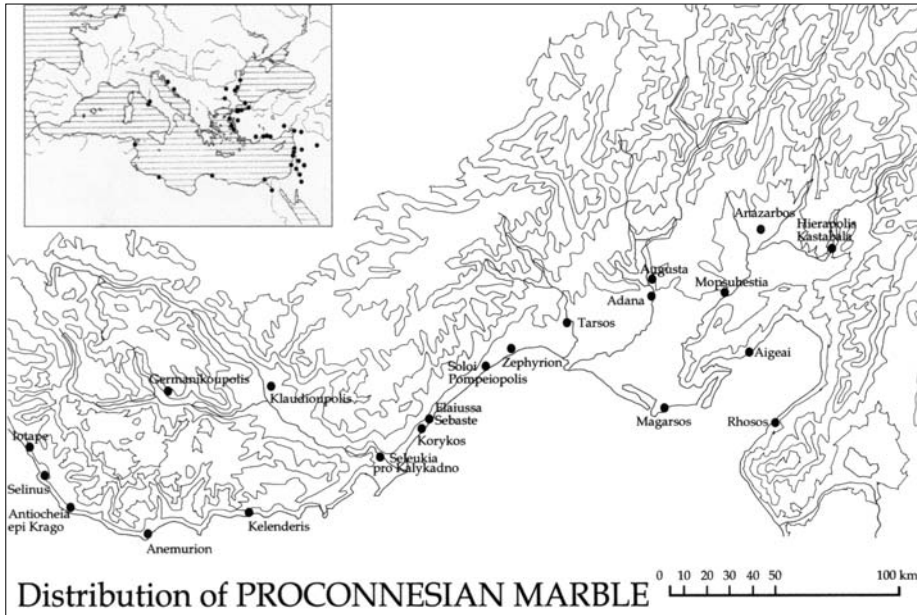 Anazarbos
Hierapolis
Kastabala
Augusta
Mopsuhestia
Adana
Tarsos
Zephyrion
Aigeai
Soloi
Pompeiopolis
Germanikoupolis
Klaudioupolis
Elaiussa
Sebaste
Magarsos
Rhosos
Korykos
Iotape
Seleukia
pro Kalykadno
Selinus
Antiocheia
epi Krago
Kelenderis
Anemurion
Distribution of PROCONNESIAN MARBLE
0 10 20 30 40 50 100 km